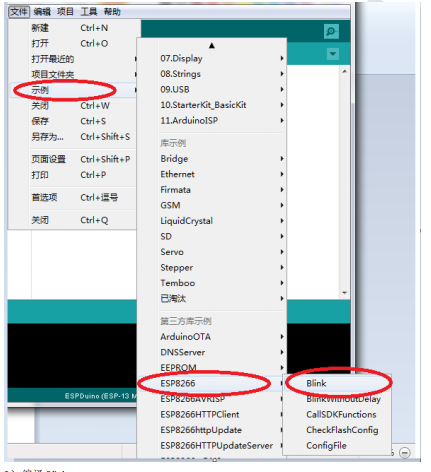 文件 编辑 项目 工具 帮助
新建 Ctrl+N
打开 Ctrl+O
打开最近的
项目文件夹
示例
关闭 Ctrl+W
保存 Ctrl+S
另存为... Ctrl+Shift+S
页面设置 Ctrl+Shift+P
打印 Ctrl+P
首选项 Ctrl+逗号
关闭 Ctrl+Q
07.Display
08.Strings
09.USB
10.StarterKit_BasicKit
11.ArduinoISP
库示例
Bridge
Ethernet
Firmata
GSM
LiquidCrystal
SD
Servo
Stepper
Temboo
已淘汰
第三方库示例
ArduinoOTA
DNSServer
EEPROM
ESP8266
ESP8266AVRISP
ESP8266HTTPClient
ESP8266httpUpdate
ESP8266HTTPUpdateServer
Blink
BlinkWithoutDelay
CallSDKFunctions
CheckFlashConfig
ConfigFile
ESPDuino (ESP-13 M